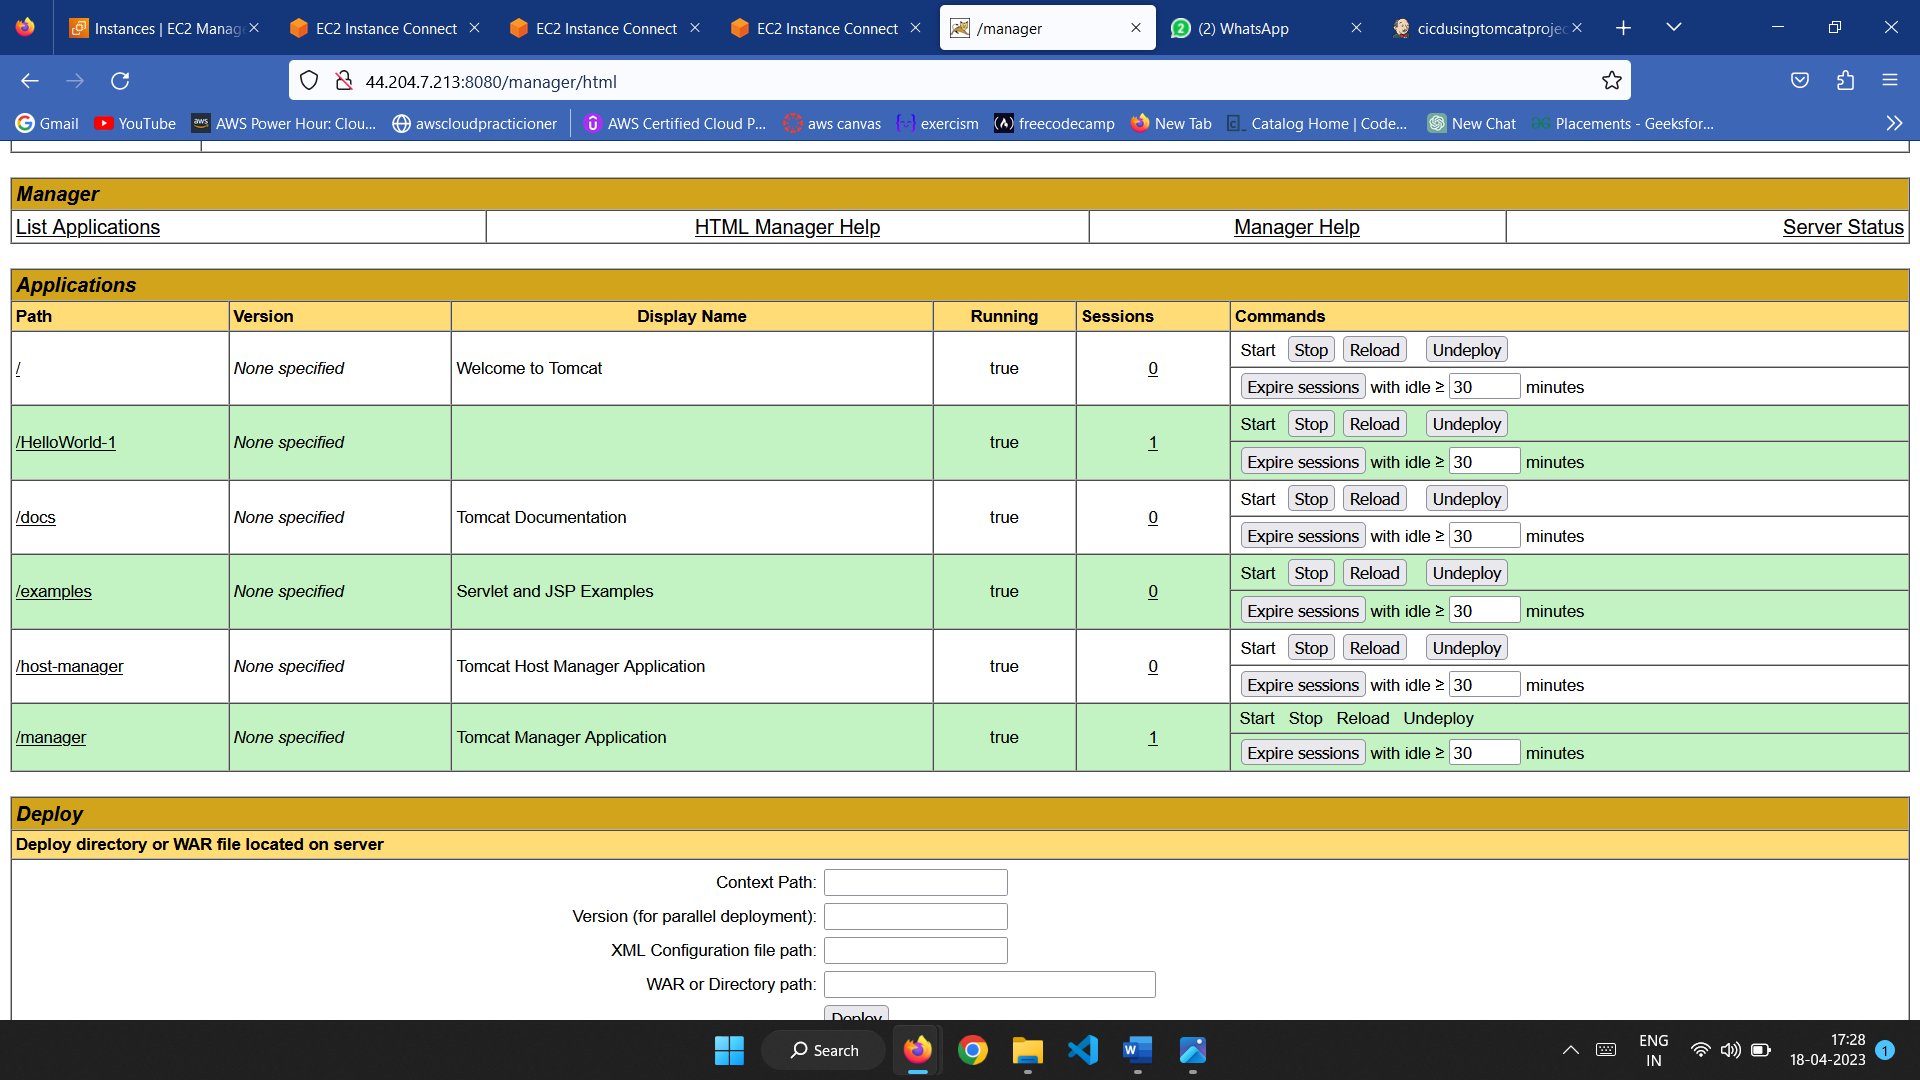 Instances | EC2 Manag
EC2 Instance Connect
EC2 Instance Connect
EC2 Instance Connect
/manager
2 (2) WhatsApp
cicdusingtomcatprojec
44.204.7.213:8080/manager/html
Gmail
YouTube
aws AWS Power Hour: Clou...
awscloudpracticioner
AWS Certified Cloud P...
aws canvas
exercism
freecodecamp
New Tab
Catalog Home | Code...
New Chat
Placements - Geeksfor...
Manager
List Applications HTML Manager Help Manager Help Server Status
Applications
Path Version Display Name Running Sessions Commands
/ None specified Welcome to Tomcat true 0 Start Stop Reload Undeploy
Expire sessions with idle ≥ 30 minutes
/HelloWorld-1 None specified true 1 Start Stop Reload Undeploy
Expire sessions with idle ≥ 30 minutes
/docs None specified Tomcat Documentation true 0 Start Stop Reload Undeploy
Expire sessions with idle ≥ 30 minutes
/examples None specified Servlet and JSP Examples true 0 Start Stop Reload Undeploy
Expire sessions with idle ≥ 30 minutes
/host-manager None specified Tomcat Host Manager Application true 0 Start Stop Reload Undeploy
Expire sessions with idle ≥ 30 minutes
/manager None specified Tomcat Manager Application true 1 Start Stop Reload Undeploy
Expire sessions with idle ≥ 30 minutes
Deploy
Deploy directory or WAR file located on server
Context Path:
Version (for parallel deployment):
XML Configuration file path:
WAR or Directory path:
Deploy
Search
ENG
IN
17:28
18-04-2023
1